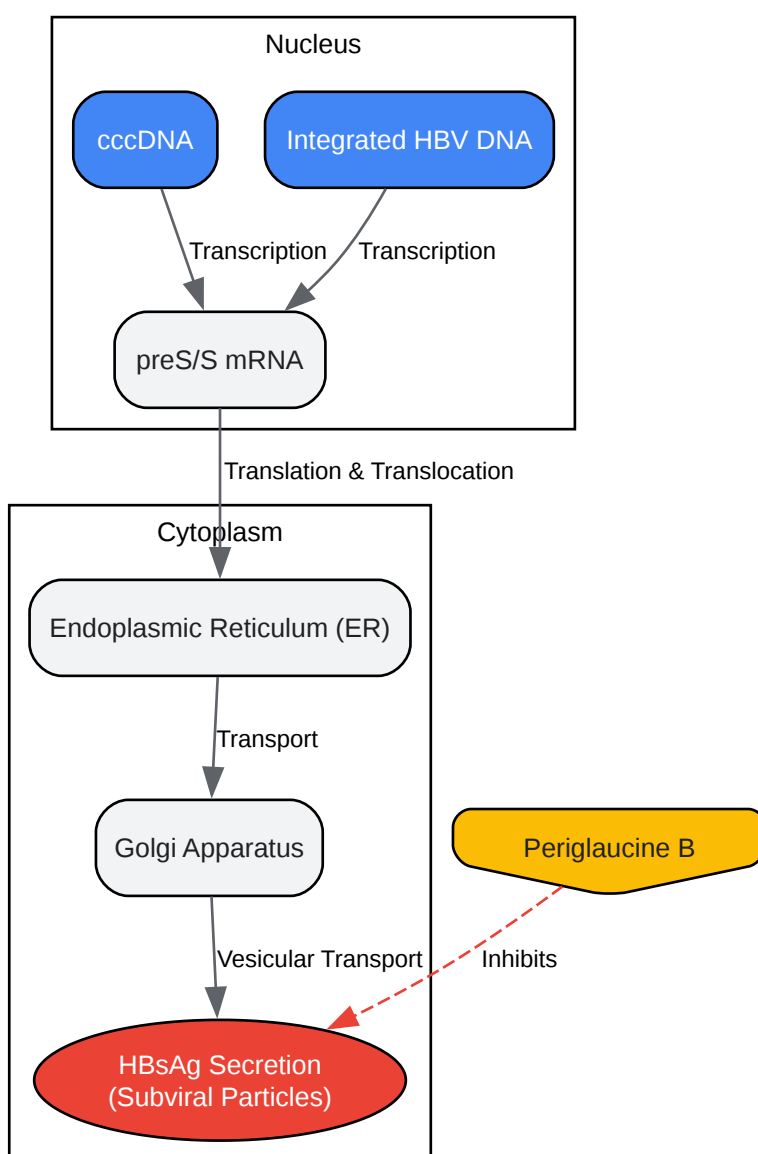 Nucleus
cccDNA
Integrated HBV DNA
Transcription
Transcription
preS/S mRNA
Translation & Translocation
Cytoplasm
Endoplasmic Reticulum (ER)
Transport
Golgi Apparatus
Periglaucine B
Vesicular Transport
Inhibits
HBsAg Secretion
(Subviral Particles)